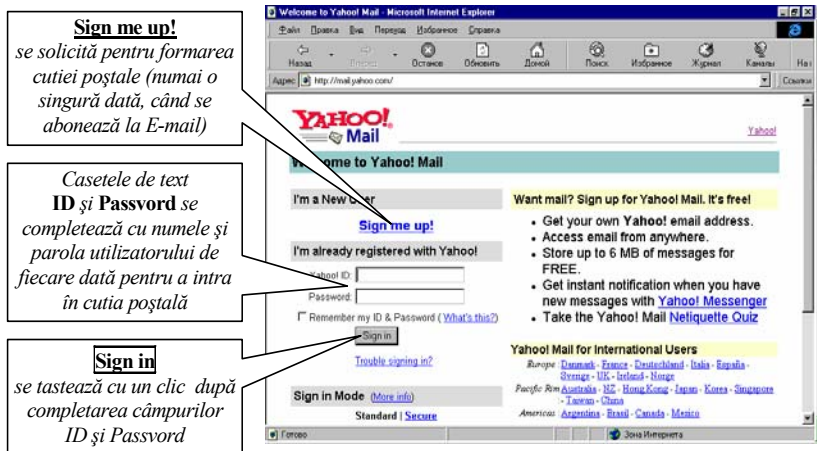 Sign me up!
se solicită pentru formarea
cutiei poştale (numai o
singură dată, când se
abonează la E-mail)
Casetele de text
ID şi Passvord se
completează cu numele şi
parola utilizatorului de
fiecare dată pentru a intra
în cutia poştală
Sign in
se tastează cu un clic după
completarea câmpurilor
ID şi Passvord
Welcome to Yahoo! Mail - Microsoft Internet Explorer
Файл Правка Вид Переход Избранное Справка
Назад Вперед Останов Обновить Домой Поиск Избранное Журнал Каналы
Адрес http://mail.yahoo.com/ Ссылки
YAHOO!
Mail
Yahoo!
Welcome to Yahoo! Mail
I'm a New User
Sign me up!
I'm already registered with Yahoo!
Yahoo! ID:
Password:
Remember my ID & Password (What's this?)
Sign in
Trouble signing in?
Sign in Mode (More info)
Standard | Secure
Want mail? Sign up for Yahoo! Mail. It's free!
• Get your own Yahoo! email address.
• Access email from anywhere.
• Store up to 6 MB of messages for
FREE.
• Get instant notification when you have
new messages with Yahoo! Messenger
• Take the Yahoo! Mail Netiquette Quiz
Yahoo! Mail for International Users
Europe Danmark - France - Deutschland - Italia - España -
Sverige - UK - Ireland - Norge
Pacific Rim Australia - NZ - Hong Kong - Japan - Korea - Singapore
- Taiwan - China
Americas Argentina - Brasil - Canada - Mexico
Готово Зона Интернета